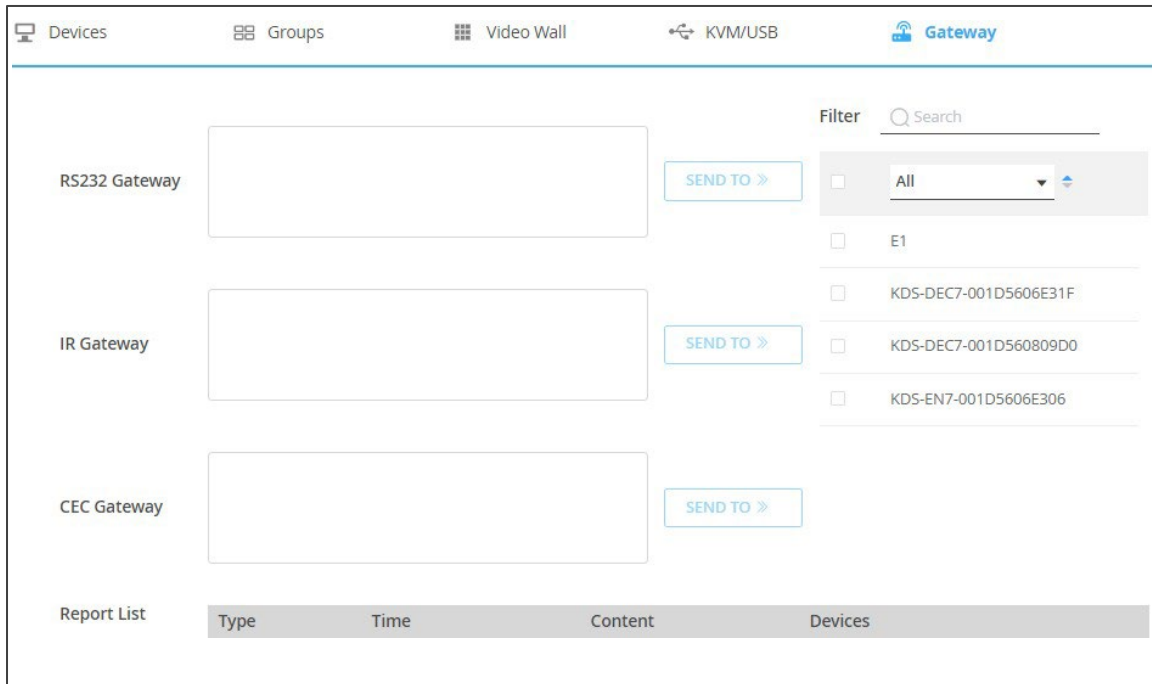 Devices Groups Video Wall KVM/USB Gateway
Filter Search
RS232 Gateway SEND TO » All
E1
KDS-DEC7-001D5606E31F
IR Gateway SEND TO » KDS-DEC7-001D560809D0
KDS-EN7-001D5606E306
CEC Gateway SEND TO »
Report List Type Time Content Devices